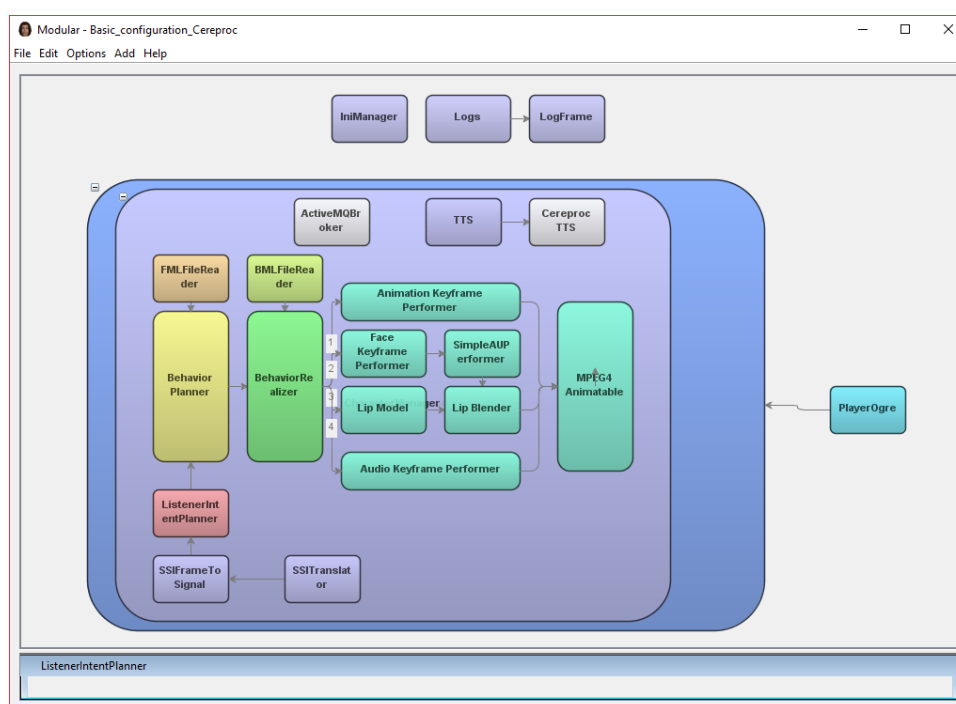 Modular - Basic_configuration_Cereproc
File Edit Options Add Help
IniManager
Logs
LogFrame
ActiveMQBr
oker
TTS
Cereproc
TTS
FMLFileRea
der
BMLFileRea
der
Animation Keyframe
Performer
Face
Keyframe
Performer
SimpleAUP
erformer
Behavior
Planner
BehaviorRe
alizer
1
2
3
4
MPEG4
Animatable
Lip Model
Lip Blender
PlayerOgre
Audio Keyframe Performer
ListenerInt
entPlanner
SSIFrameTo
Signal
SSITranslat
or
ListenerIntentPlanner